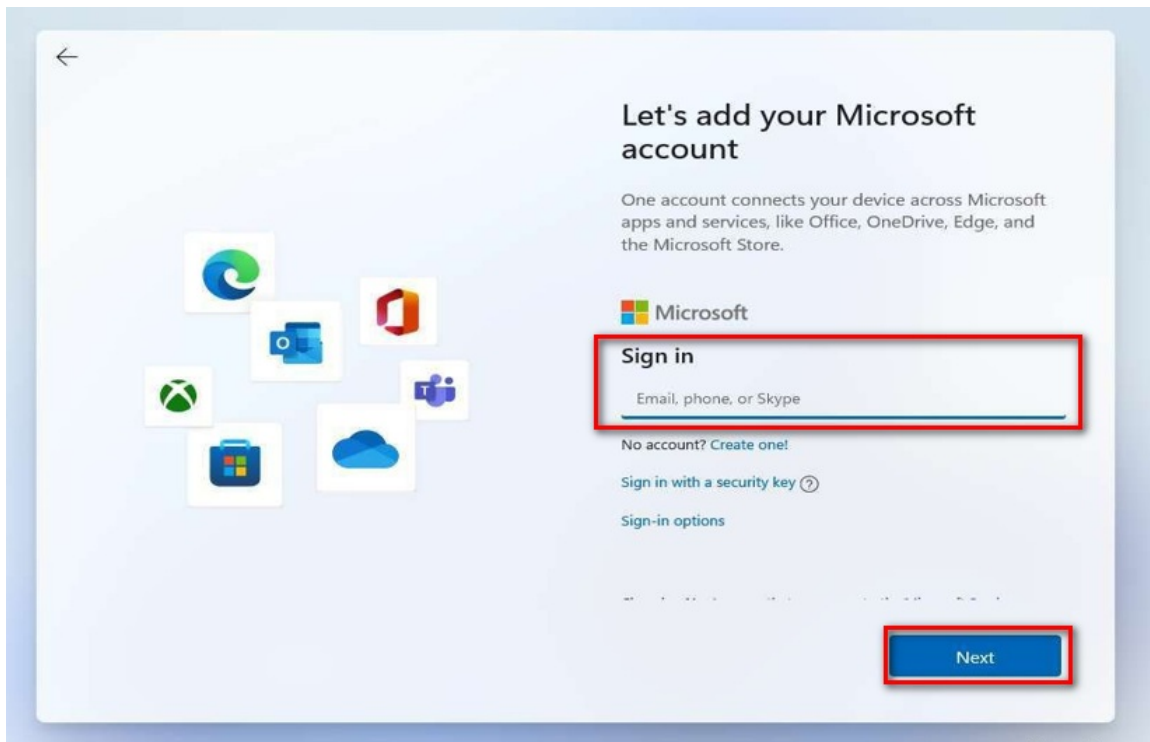 Let's add your Microsoft
account
One account connects your device across Microsoft
apps and services, like Office, OneDrive, Edge, and
the Microsoft Store.
Microsoft
Sign in
Email, phone, or Skype
No account? Create one!
Sign in with a security key
Sign-in options
Next